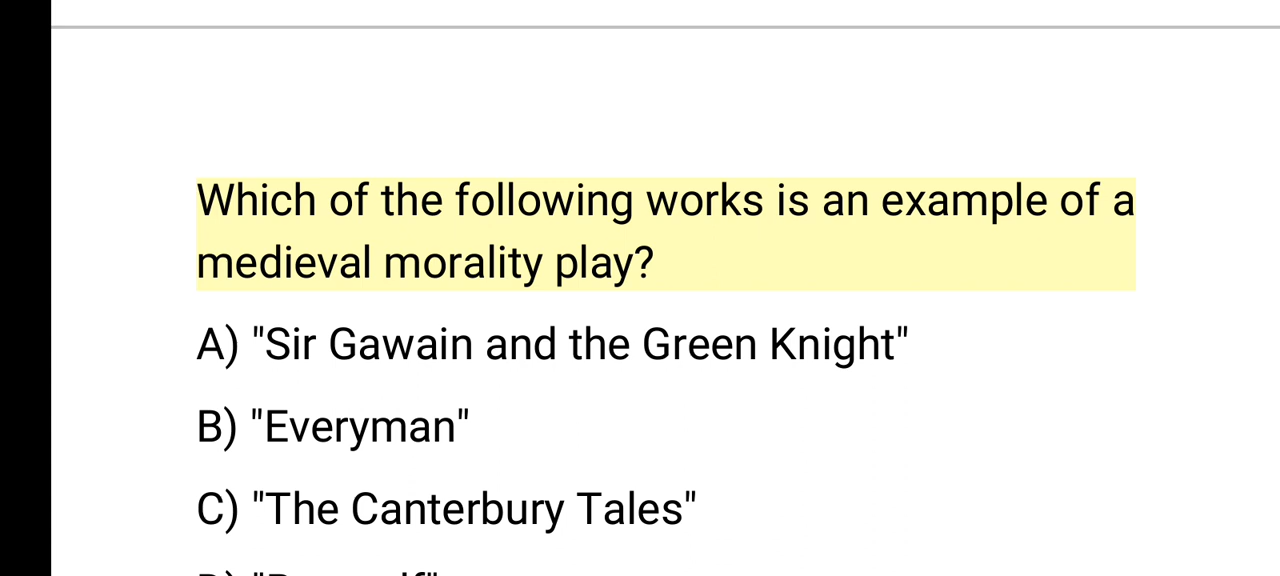 Which of the following works is an example of a
medieval morality play?
A) "Sir Gawain and the Green Knight"
B) "Everyman"
C) "The Canterbury Tales"